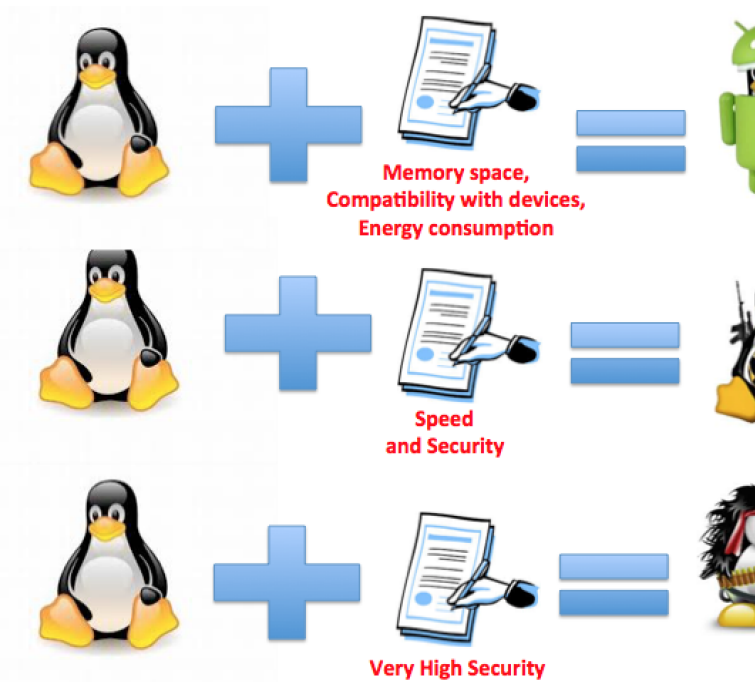 Memory space,
Compatibility with devices,
Energy consumption
Speed
and Security
Very High Security